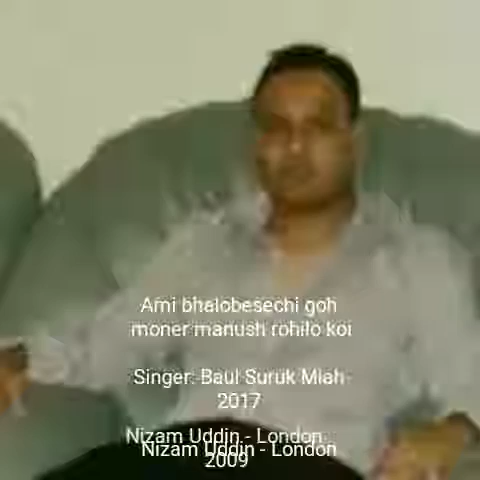 Ami bhalobesechi goh
moner manush rohilo koi
Singer: Baul Suruk Miah
2017
Nizam Uddin - London
Nizam Uddin - London
2009